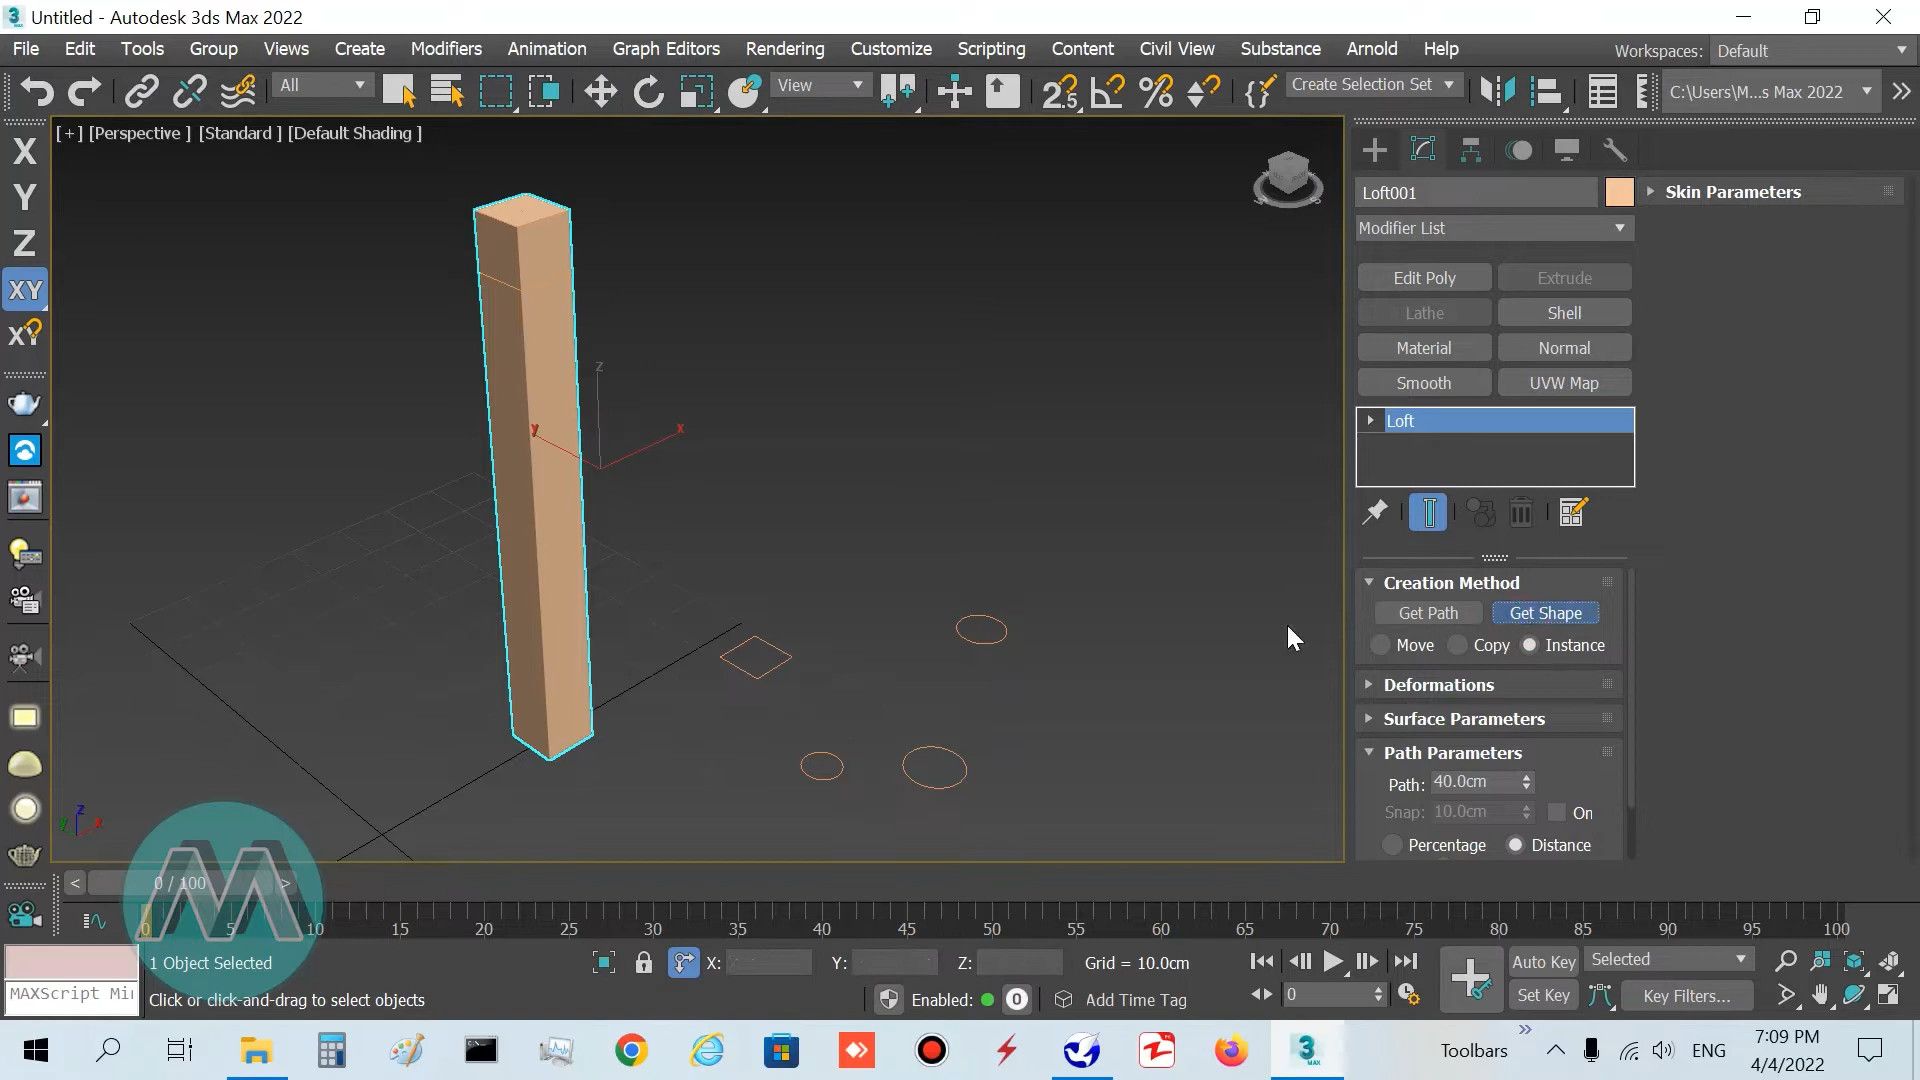 Untitled - Autodesk 3ds Max 2022
File Edit Tools Group Views Create Modifiers Animation Graph Editors Rendering Customize Scripting Content Civil View Substance Arnold Help Workspaces: Default
All View 2.5 Create Selection Set C:\Users\M...s Max 2022
[ + ] [Perspective ] [Standard ] [Default Shading ]
X
Y
Z
XY
Loft001
Skin Parameters
Modifier List
Edit Poly Extrude
Lathe Shell
Material Normal
Smooth UVW Map
Loft
Creation Method
Get Path Get Shape
Move Copy Instance
Deformations
Surface Parameters
Path Parameters
Path: 40.0cm
Snap: 10.0cm On
Percentage Distance
z
y x
z
y x
< 0 / 100 >
0 5 10 15 20 25 30 35 40 45 50 55 60 65 70 75 80 85 90 95 100
1 Object Selected X: Y: Z: Grid = 10.0cm Auto Key Selected
MAXScript Mi Click or click-and-drag to select objects Enabled: 0 Add Time Tag 0 Set Key Key Filters...
Toolbars ENG 7:09 PM
4/4/2022